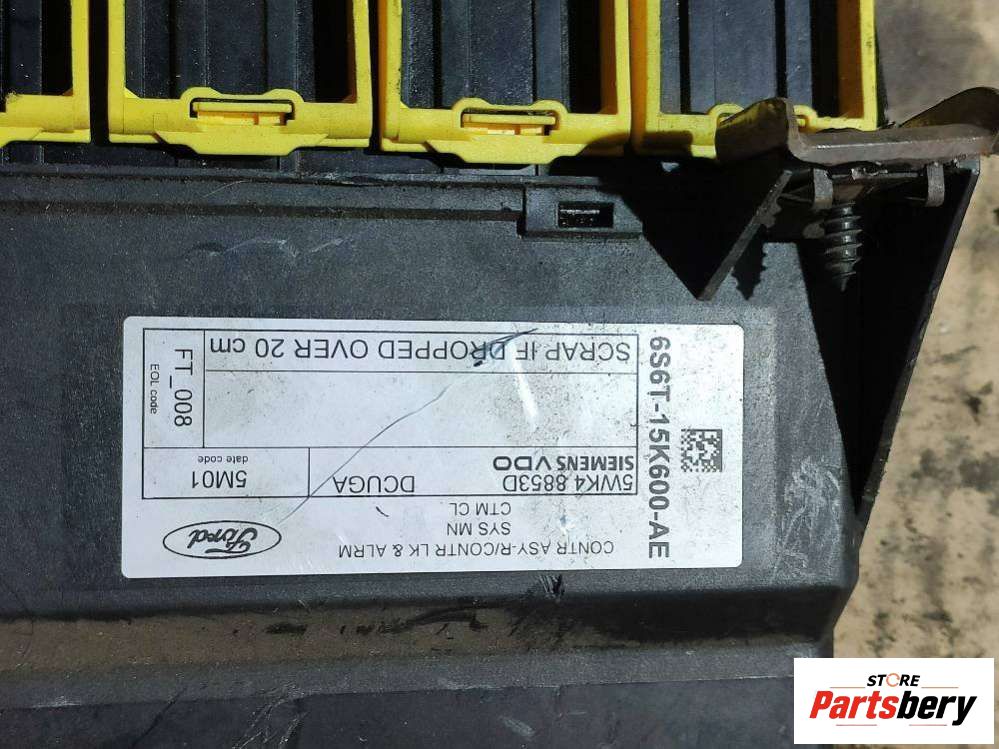 Ford
CONTR ASY-R/CONTR LK & ALRM
SYS MN
CTM CL
5WK4 8853D
SIEMENS VDO
DCUGA
5M01
date code
FT_008
EOL code
SCRAP IF DROPPED OVER 20 cm
6S6T-15K600-AE
STORE
Partsbery